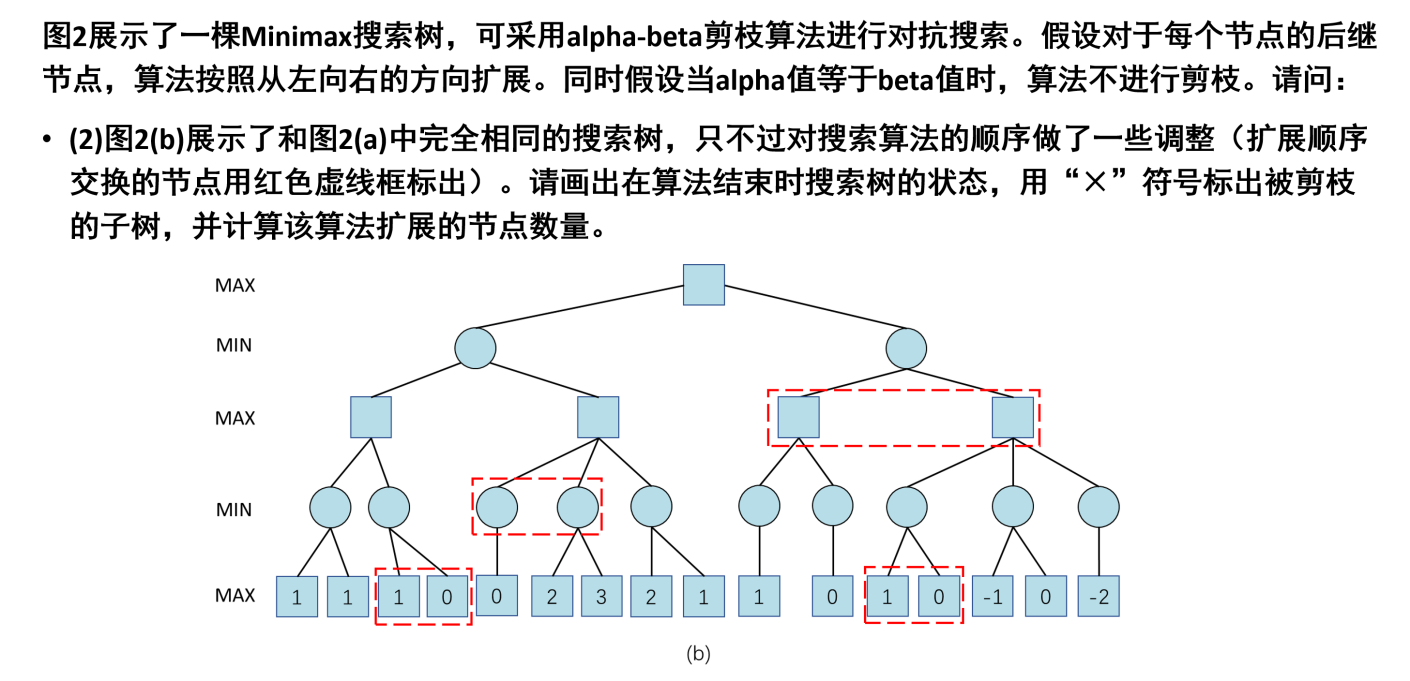 图2展示了一棵Minimax搜索树，可采用alpha-beta剪枝算法进行对抗搜索。假设对于每个节点的后继
节点，算法按照从左向右的方向扩展。同时假设当alpha值等于beta值时，算法不进行剪枝。请问：
• (2)图2(b)展示了和图2(a)中完全相同的搜索树，只不过对搜索算法的顺序做了一些调整（扩展顺序
交换的节点用红色虚线框标出）。请画出在算法结束时搜索树的状态，用“×”符号标出被剪枝
的子树，并计算该算法扩展的节点数量。
MAX
MIN
MAX
MIN
MAX 1 1 1 0 0 2 3 2 1 1 0 1 0 -1 0 -2
(b)